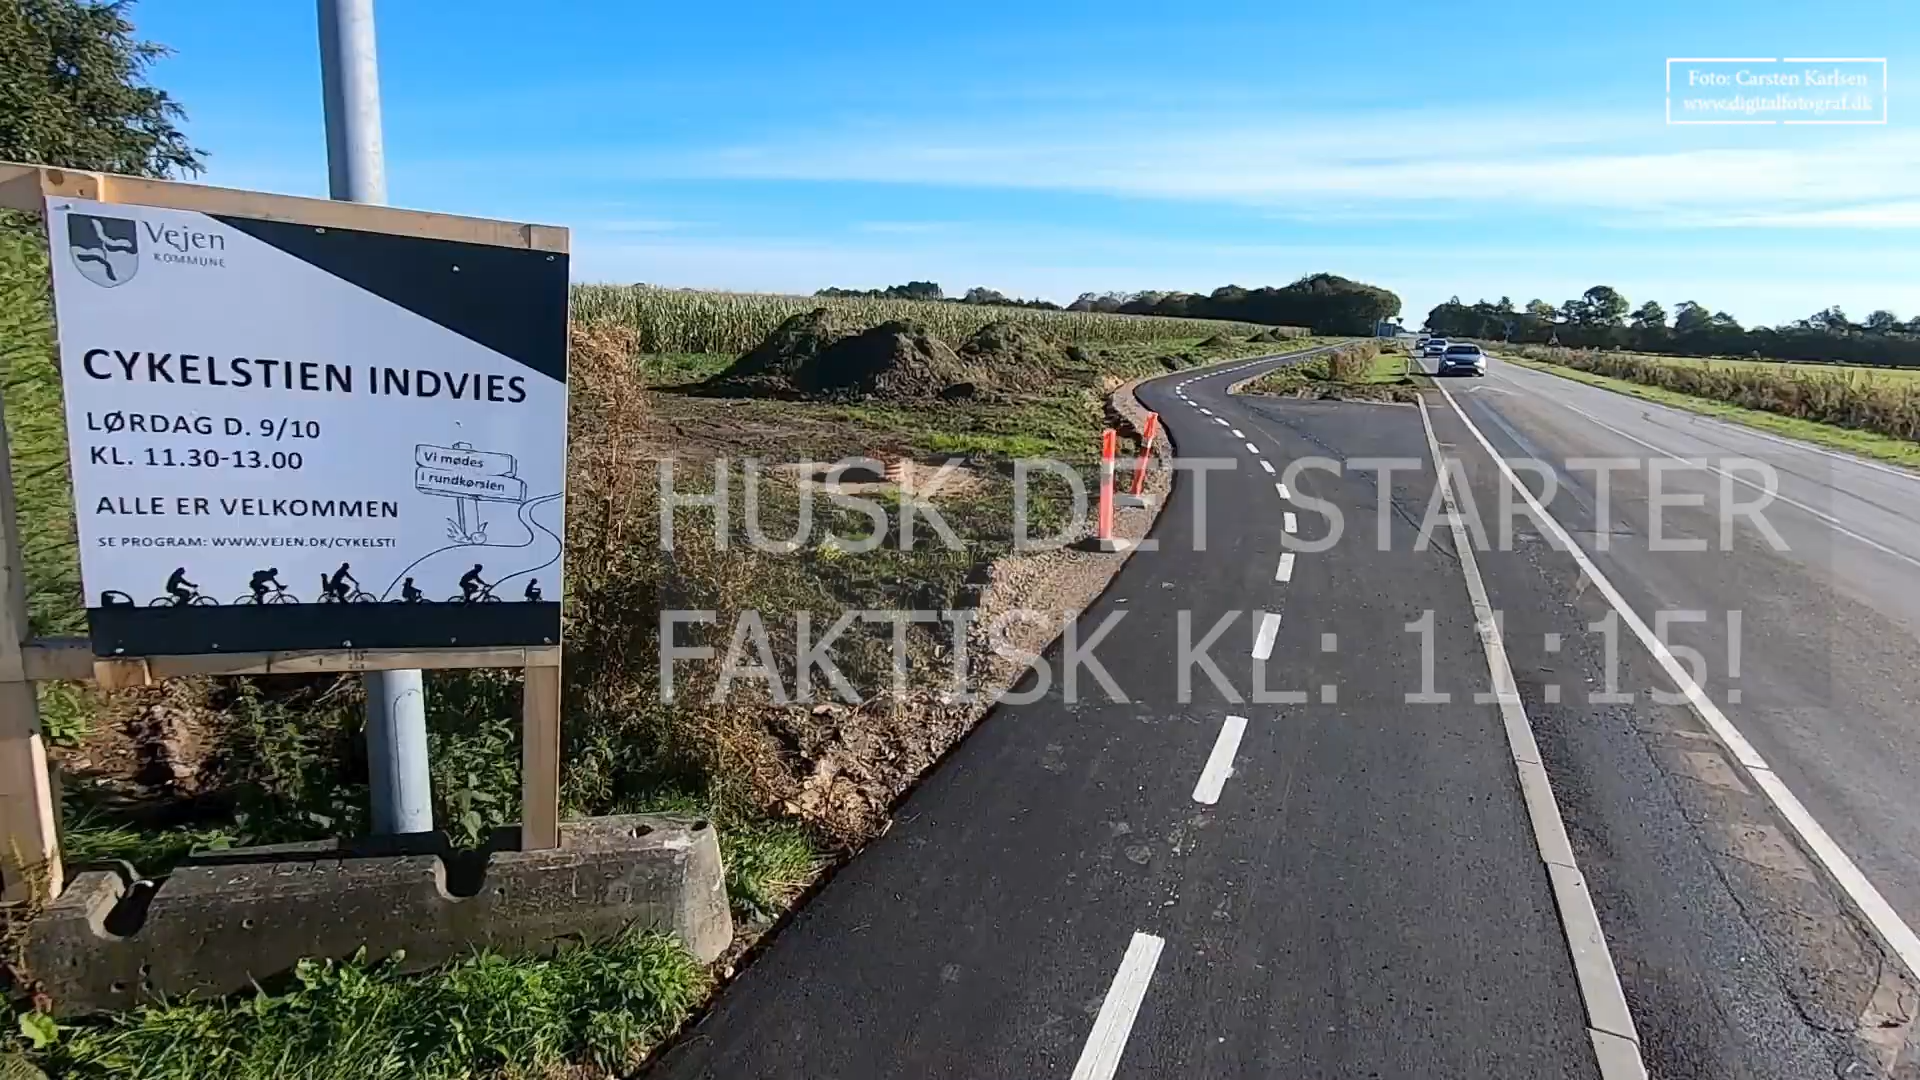 Foto: Carsten Karlsen
www.digitalfotograf.dk
Vejen
KOMMUNE
CYKELSTIEN INDVIES
LØRDAG D. 9/10
KL. 11.30-13.00
ALLE ER VELKOMMEN
SE PROGRAM: WWW.VEJEN.DK/CYKELSTI
Vi mødes
i rundkørslen
HUSK DET STARTER
FAKTISK KL: 11:15!